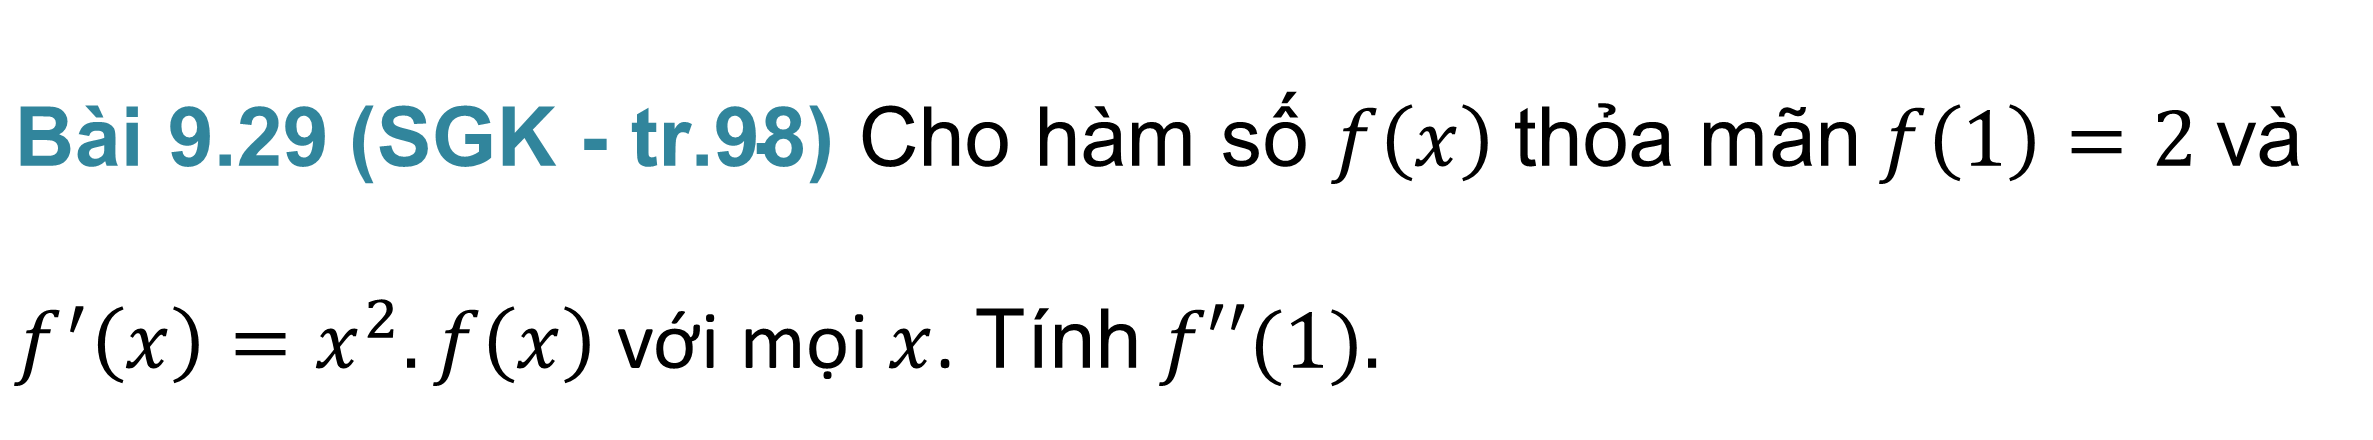 Bài 9.29 (SGK - tr.98) Cho hàm số f(x) thỏa mãn f(1) = 2 và
f′(x) = x². f(x) với mọi x. Tính f′′(1).